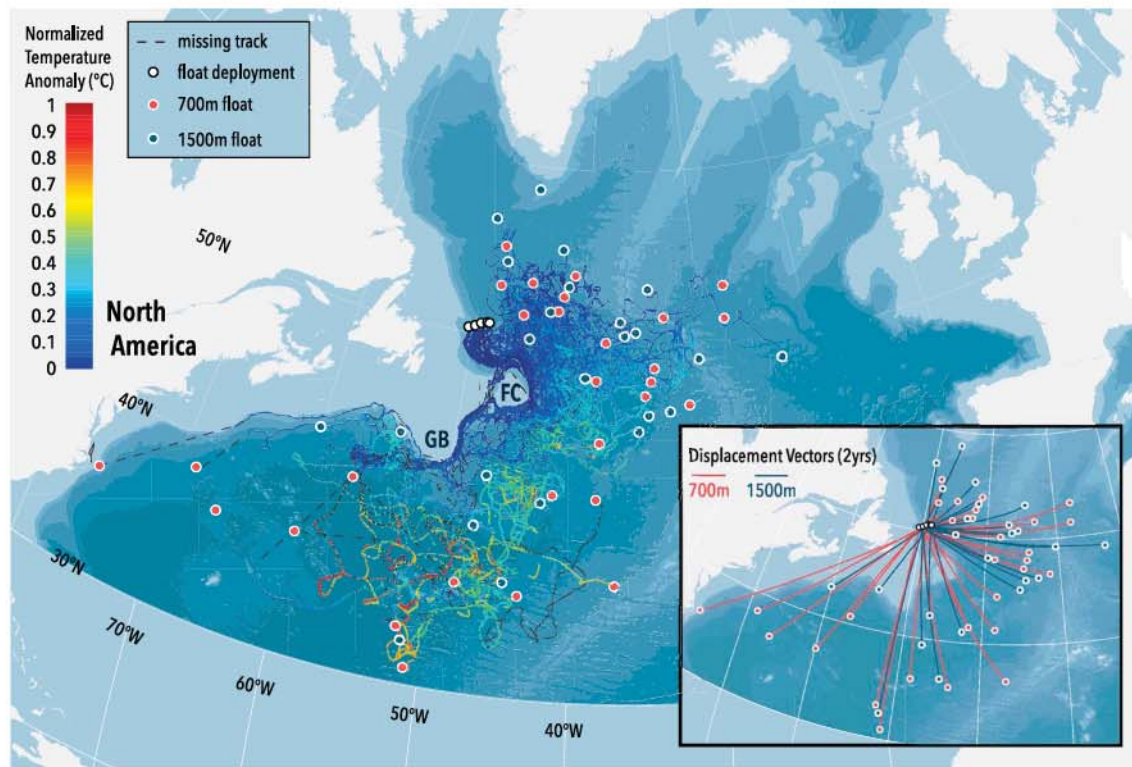 Normalized
Temperature
Anomaly (°C)
1
0.9
0.8
0.7
0.6
0.5
0.4
0.3
0.2
0.1
0
missing track
float deployment
700m float
1500m float
50°N
North
America
40°N
FC
GB
30°N
70°W
60°W
50°W
40°W
Displacement Vectors (2yrs)
700m 1500m